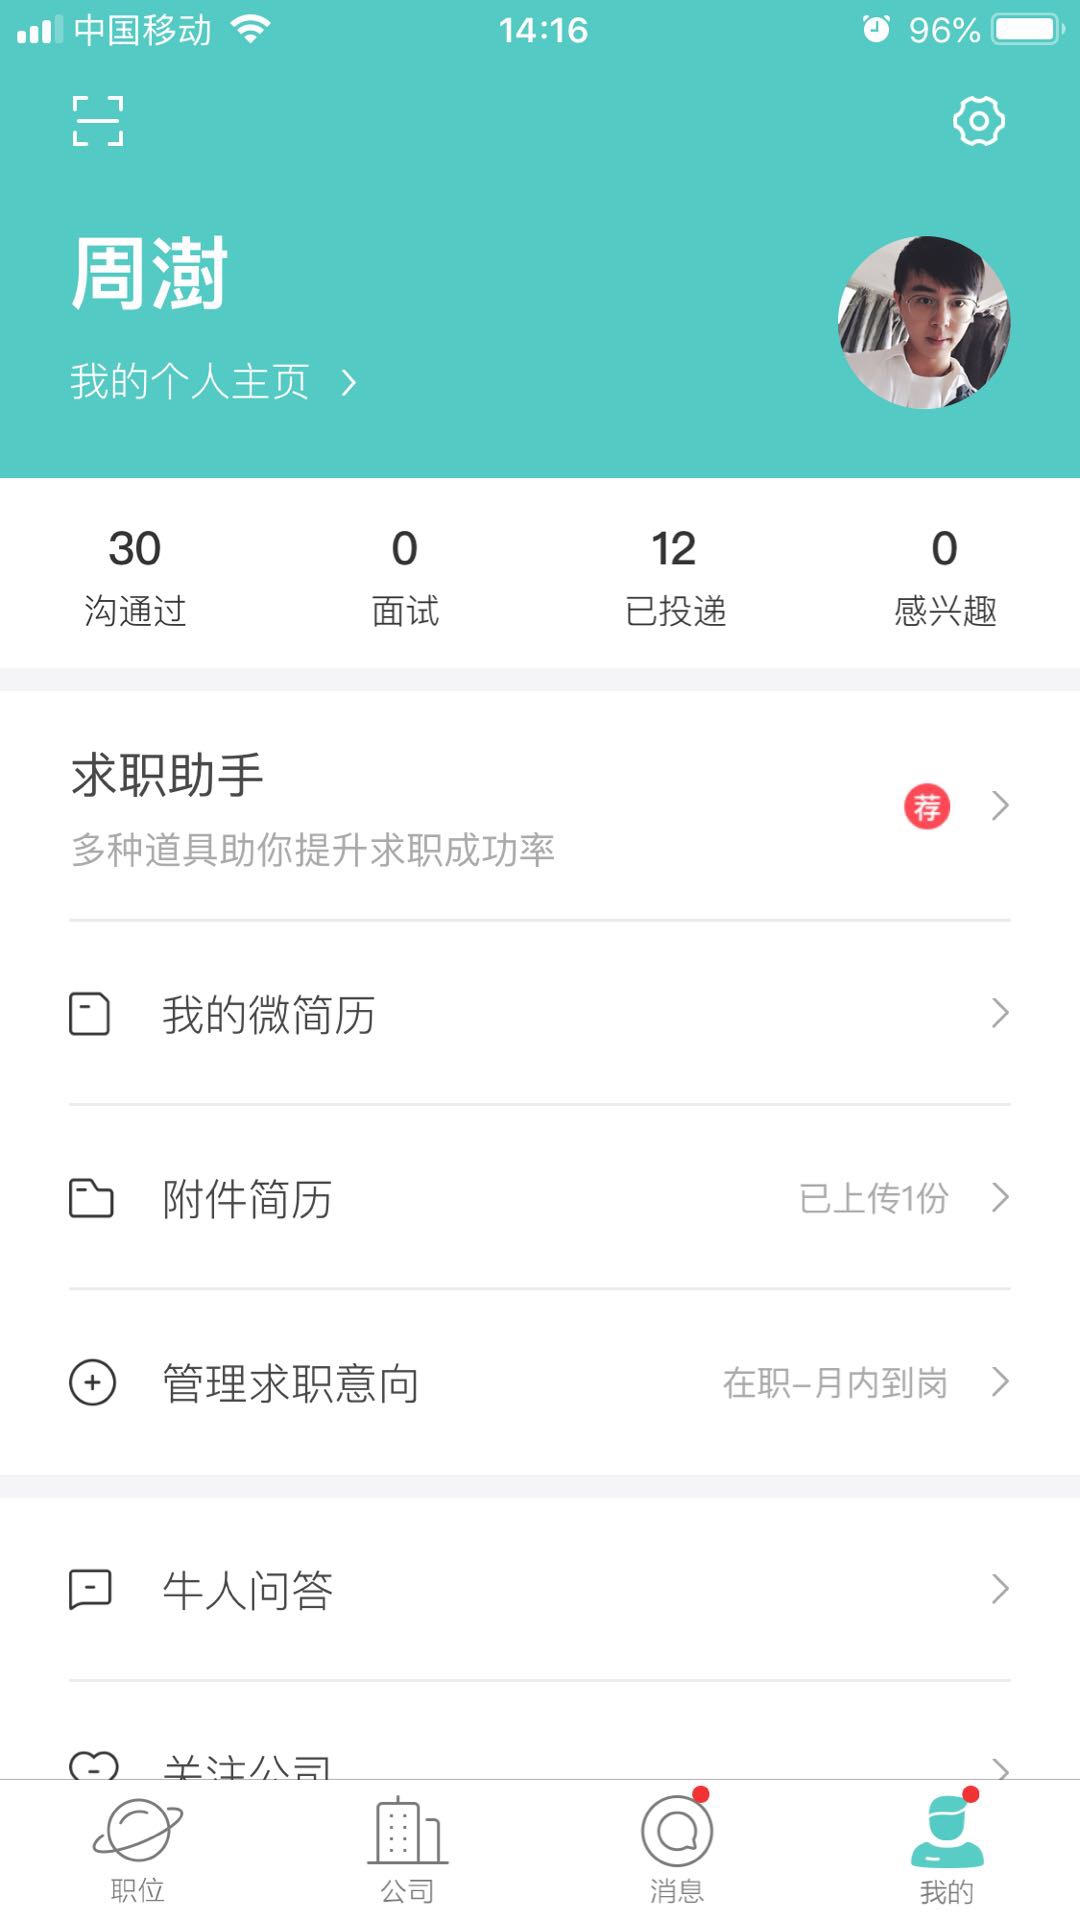 中国移动 14:16 96%
周澍
我的个人主页
30 0 12 0
沟通过 面试 已投递 感兴趣
求职助手
荐
多种道具助你提升求职成功率
我的微简历
附件简历 已上传1份
管理求职意向 在职-月内到岗
牛人问答
关注公司
职位 公司 消息 我的